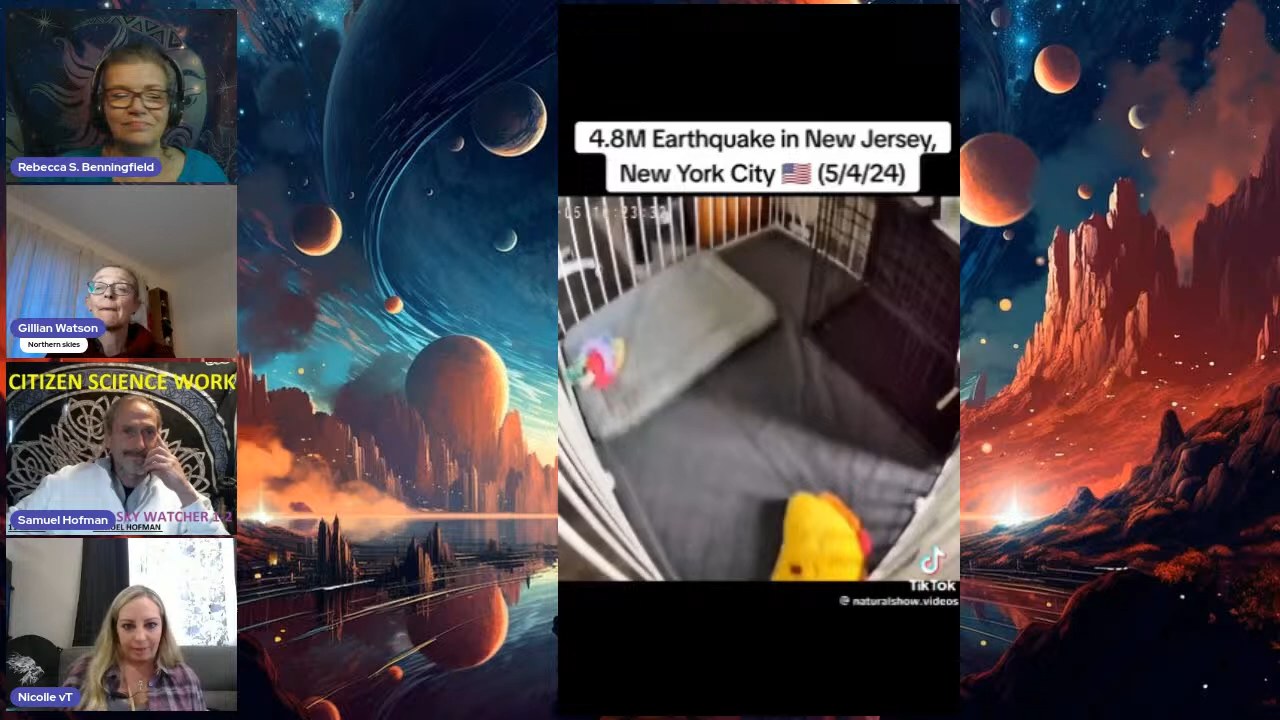 Rebecca S. Benningfield
Gillian Watson
Northern skies
CITIZEN SCIENCE WORK
Samuel Hofman
SKY WATCHER 1.2
HOFMAN
Nicolle vT
4.8M Earthquake in New Jersey,
New York City 🇺🇸 (5/4/24)
TikTok
@ naturalshow.videos